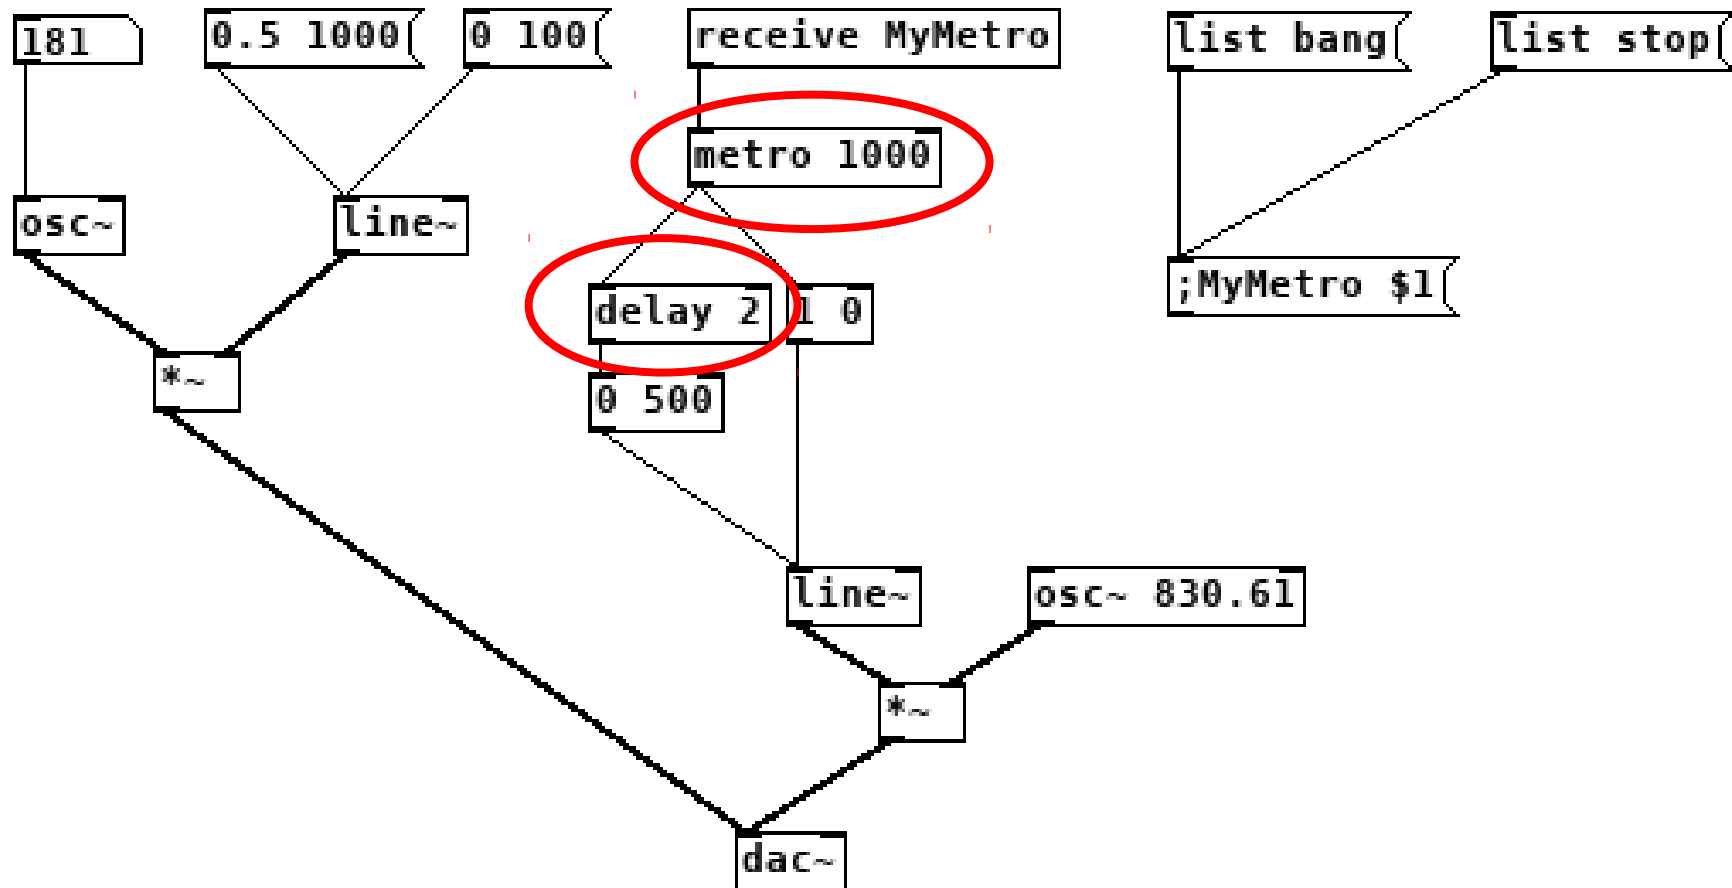 181
0.5 1000
0 100
receive MyMetro
list bang
list stop
metro 1000
osc~
line~
;MyMetro $1
delay 2
1 0
*~
0 500
line~
osc~ 830.61
*~
dac~